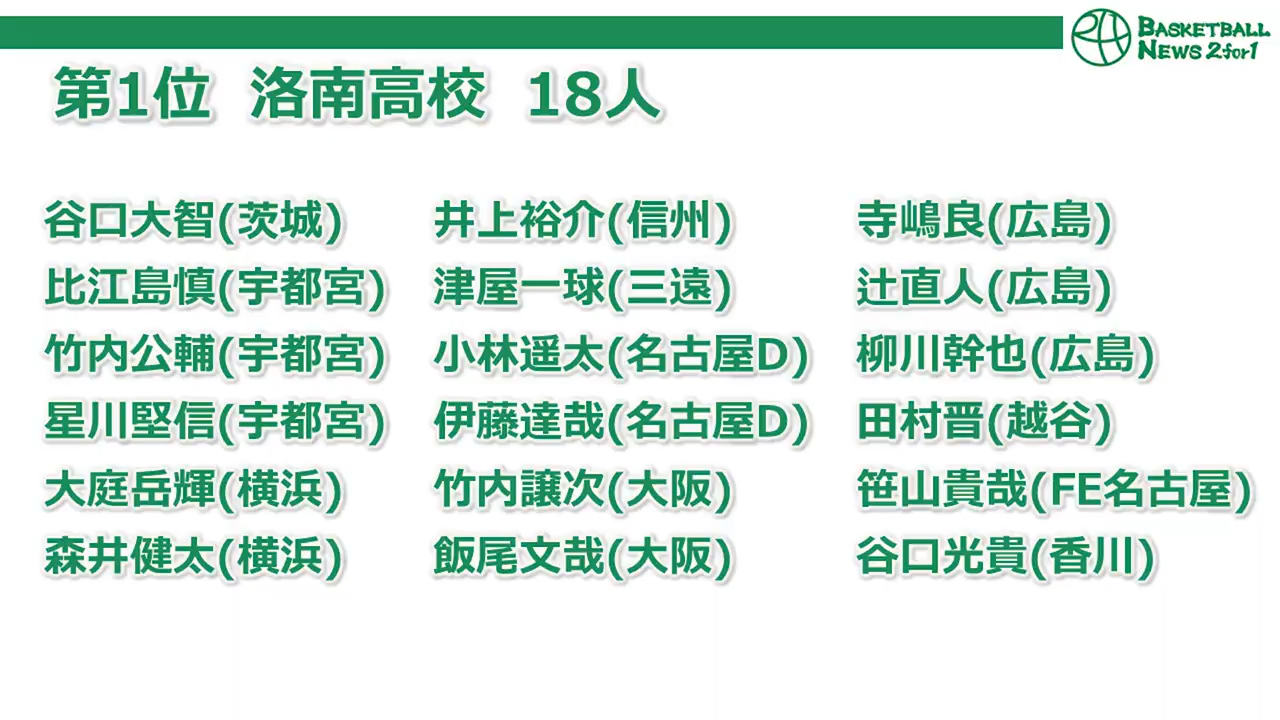 BASKETBALL
NEWS 2for1
第1位 洛南高校 18人
谷口大智(茨城)
比江島慎(宇都宮)
竹内公輔(宇都宮)
星川堅信(宇都宮)
大庭岳輝(横浜)
森井健太(横浜)
井上裕介(信州)
津屋一球(三遠)
小林遥太(名古屋D)
伊藤達哉(名古屋D)
竹内譲次(大阪)
飯尾文哉(大阪)
寺嶋良(広島)
辻直人(広島)
柳川幹也(広島)
田村晋(越谷)
笹山貴哉(FE名古屋)
谷口光貴(香川)